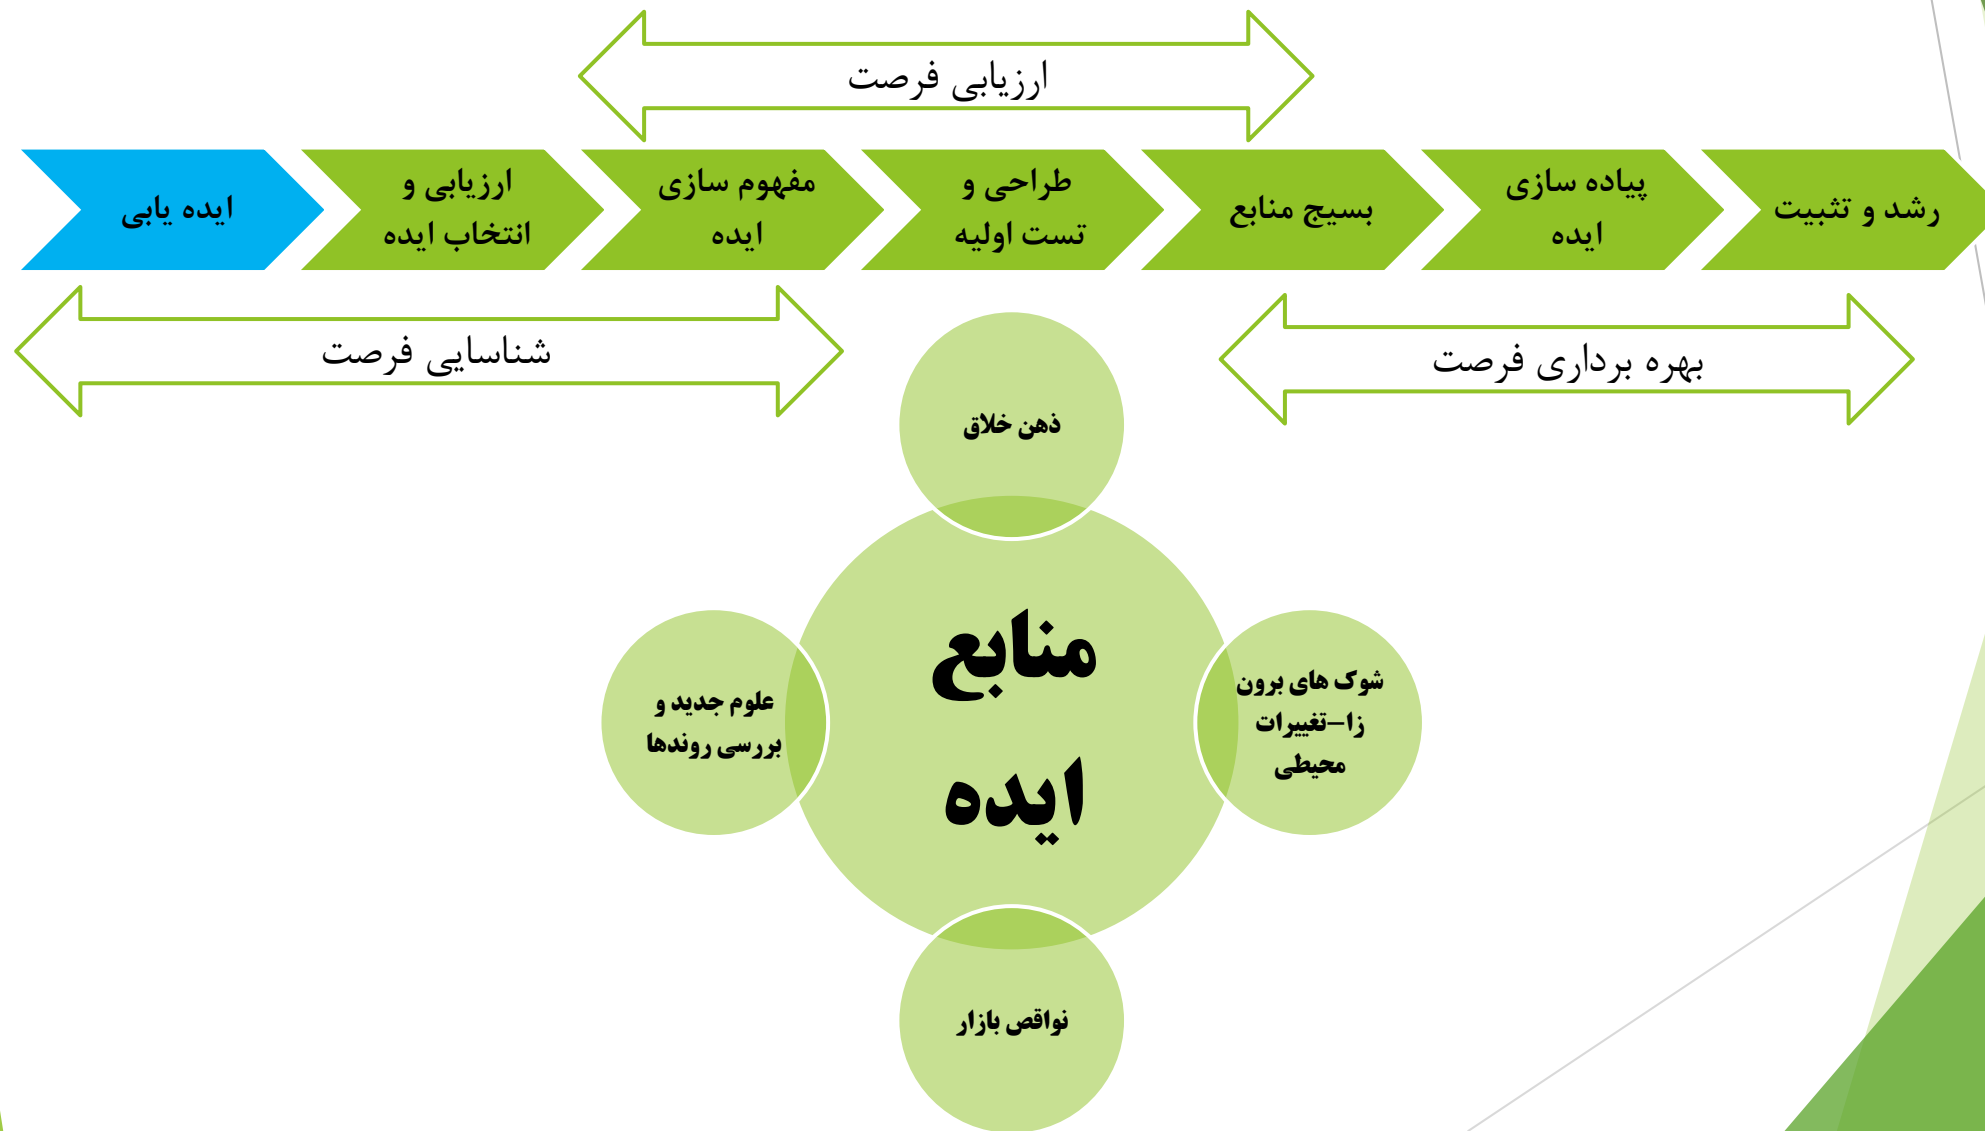 ارزیابی فرصت
ایده یابی
ارزیابی و
انتخاب ایده
مفهوم سازی
ایده
طراحی و
تست اولیه
بسیج منابع
پیاده سازی
ایده
رشد و تثبیت
شناسایی فرصت
بهره برداری فرصت
ذهن خلاق
منابع
ایده
شوک های برون
زا-تغییرات
محیطی
علوم جدید و
بررسی روندها
نواقص بازار